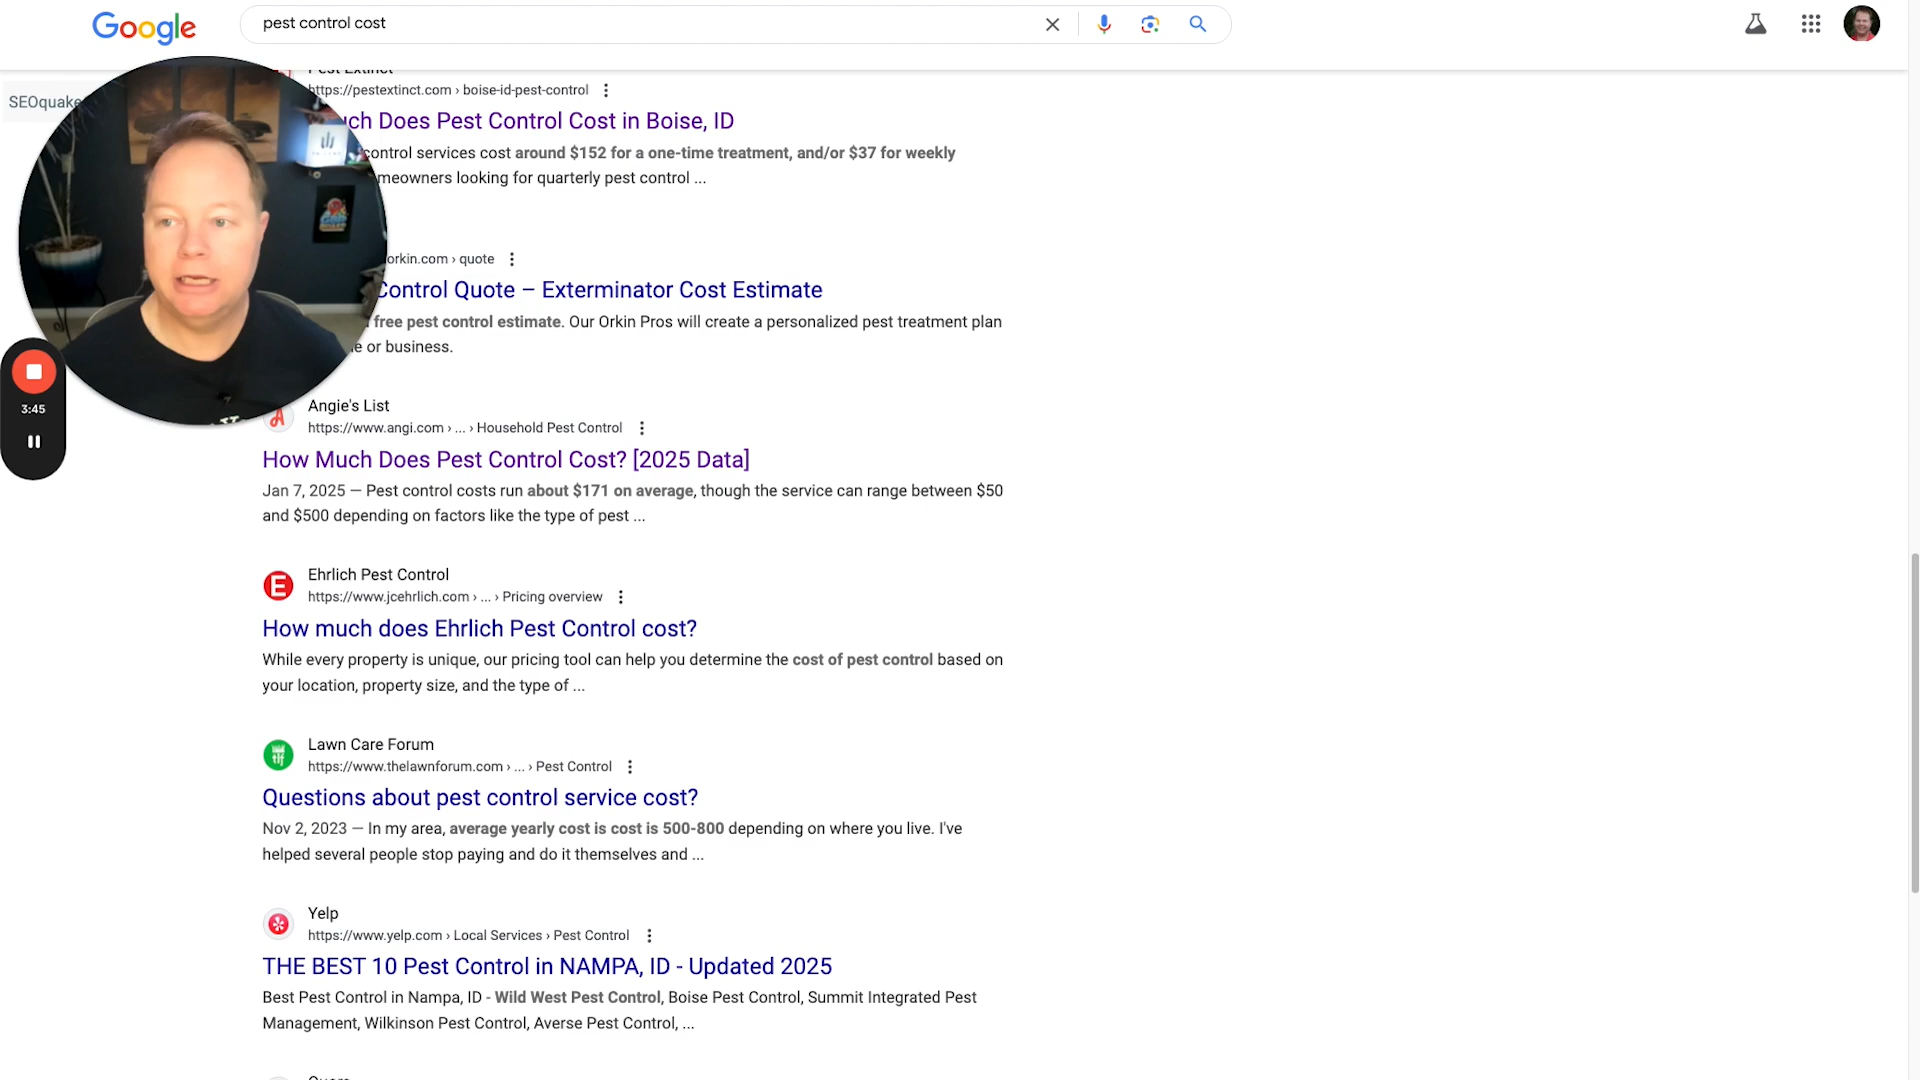 Google
pest control cost
SEOquake
https://pestextinct.com › boise-id-pest-control
uch Does Pest Control Cost in Boise, ID
control services cost around $152 for a one-time treatment, and/or $37 for weekly
meowners looking for quarterly pest control ...
orkin.com › quote
Control Quote – Exterminator Cost Estimate
free pest control estimate. Our Orkin Pros will create a personalized pest treatment plan
e or business.
3:45
Angie's List
https://www.angi.com › ... › Household Pest Control
How Much Does Pest Control Cost? [2025 Data]
Jan 7, 2025 — Pest control costs run about $171 on average, though the service can range between $50
and $500 depending on factors like the type of pest ...
Ehrlich Pest Control
https://www.jcehrlich.com › ... › Pricing overview
How much does Ehrlich Pest Control cost?
While every property is unique, our pricing tool can help you determine the cost of pest control based on
your location, property size, and the type of ...
Lawn Care Forum
https://www.thelawnforum.com › ... › Pest Control
Questions about pest control service cost?
Nov 2, 2023 — In my area, average yearly cost is cost is 500-800 depending on where you live. I've
helped several people stop paying and do it themselves and ...
Yelp
https://www.yelp.com › Local Services › Pest Control
THE BEST 10 Pest Control in NAMPA, ID - Updated 2025
Best Pest Control in Nampa, ID - Wild West Pest Control, Boise Pest Control, Summit Integrated Pest
Management, Wilkinson Pest Control, Averse Pest Control, ...